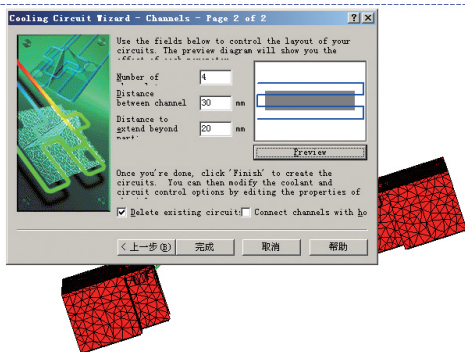 Cooling Circuit Wizard - Channels - Page 2 of 2
Use the fields below to control the layout of your
circuits. The preview diagram will show you the
Number of
4
Distance
between channel
30
mm
Distance to
extend beyond
20
mm
Preview
Once you're done, click 'Finish' to create the
circuits. You can then modify the coolant and
circuit control options by editing the properties of
Delete existing circuits
Connect channels with ho
< 上一步(B)
完成
取消
帮助